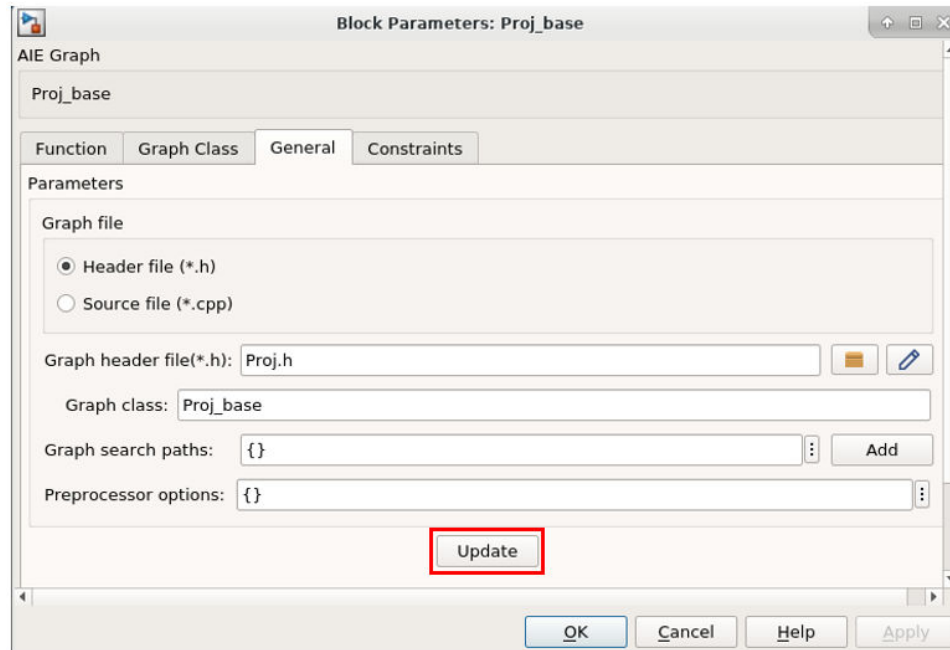 Block Parameters: Proj_base
AIE Graph
Proj_base
Function Graph Class General Constraints
Parameters
Graph file
Header file (*.h)
Source file (*.cpp)
Graph header file(*.h): Proj.h
Graph class: Proj_base
Graph search paths: {} Add
Preprocessor options: {}
Update
OK Cancel Help Apply